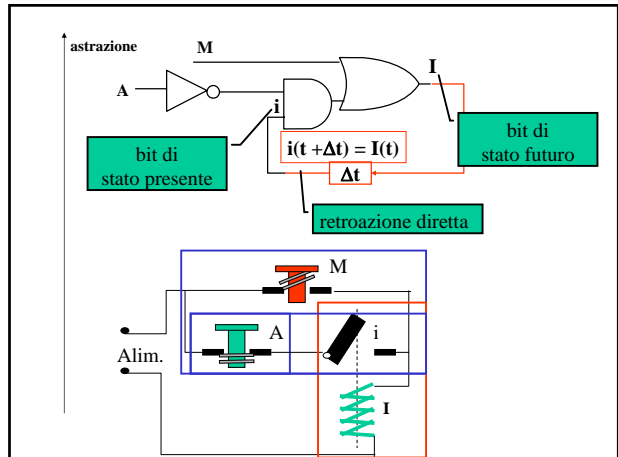 astrazione
M
A
I
i
bit di
stato presente
i(t +Δt) = I(t)
Δt
bit di
stato futuro
retroazione diretta
M
A
i
Alim.
I